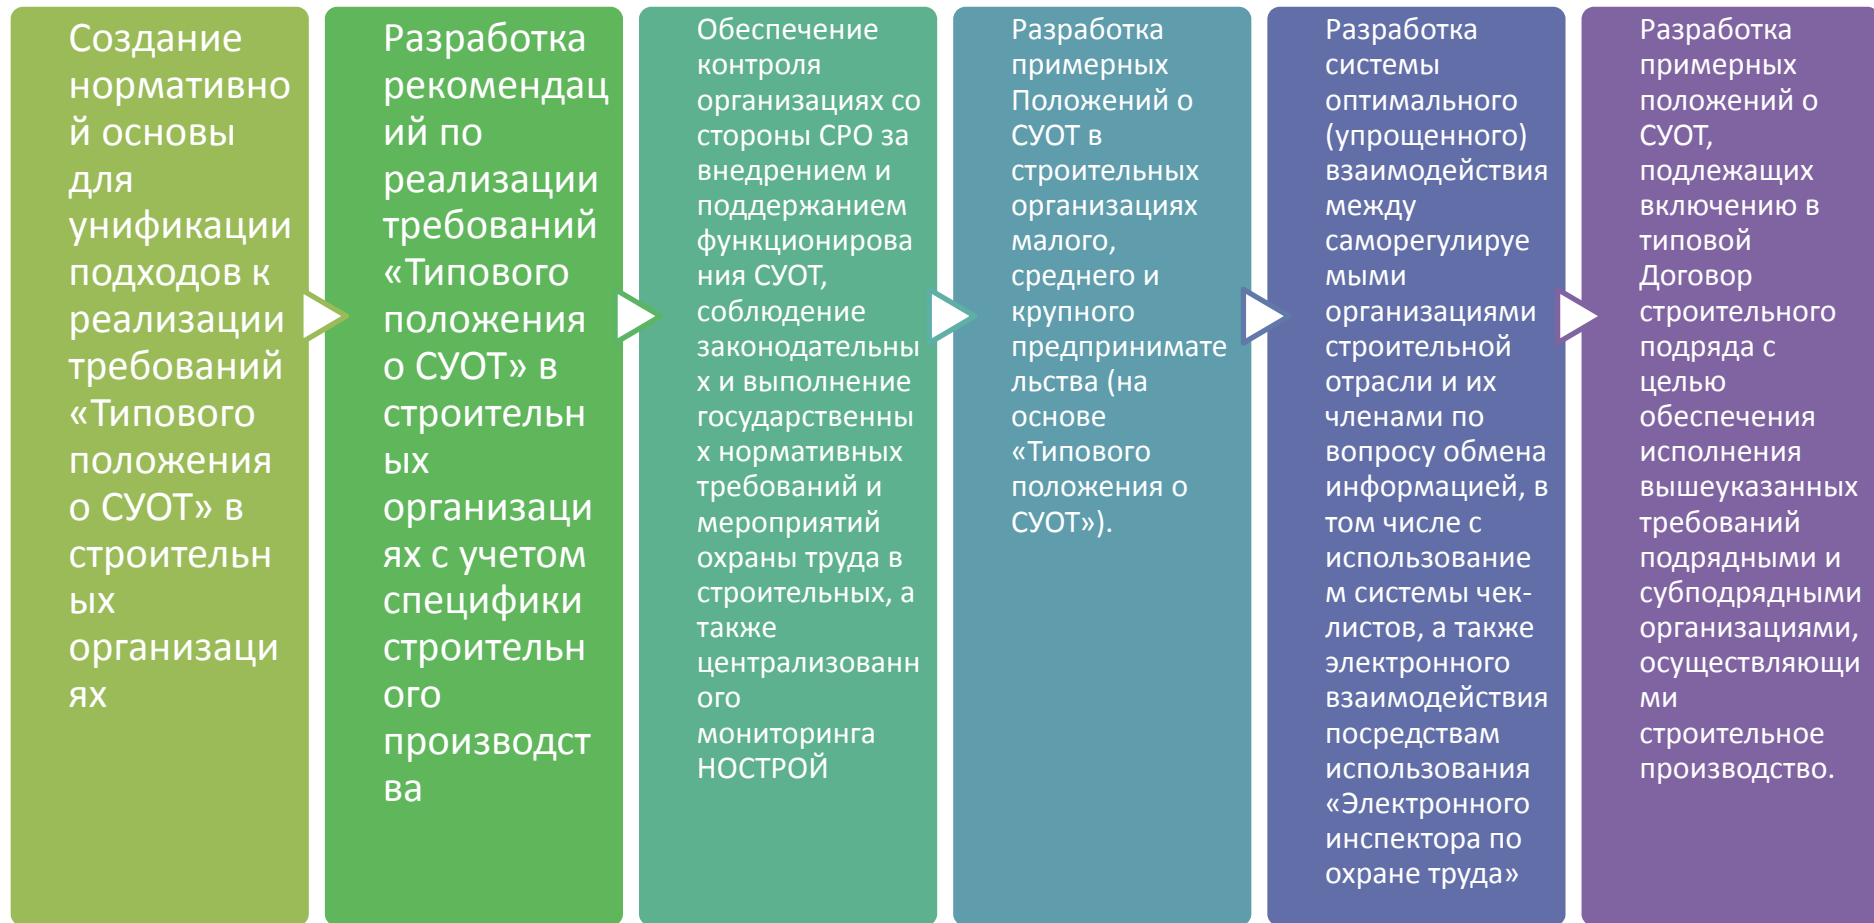 Создание
нормативно
й основы
для
унификации
подходов к
реализации
требований
«Типового
положения
о СУОТ» в
строительн
ых
организаци
ях
Разработка
рекомендац
ий по
реализации
требований
«Типового
положения
о СУОТ» в
строительн
ых
организаци
ях с учетом
специфики
строительн
ого
производст
ва
Обеспечение
контроля
организациях со
стороны СРО за
внедрением и
поддержанием
функционирова
ния СУОТ,
соблюдение
законодательны
х и выполнение
государственны
х нормативных
требований и
мероприятий
охраны труда в
строительных, а
также
централизованн
ого
мониторинга
НОСТРОЙ
Разработка
примерных
Положений о
СУОТ в
строительных
организациях
малого,
среднего и
крупного
предпринимате
льства (на
основе
«Типового
положения о
СУОТ»).
Разработка
системы
оптимального
(упрощенного)
взаимодействия
между
саморегулируе
мыми
организациями
строительной
отрасли и их
членами по
вопросу обмена
информацией, в
том числе с
использование
м системы чек-
листов, а также
электронного
взаимодействия
посредствам
использования
«Электронного
инспектора по
охране труда»
Разработка
примерных
положений о
СУОТ,
подлежащих
включению в
типовой
Договор
строительного
подряда с
целью
обеспечения
исполнения
вышеуказанных
требований
подрядными и
субподрядными
организациями,
осуществляющи
ми
строительное
производство.